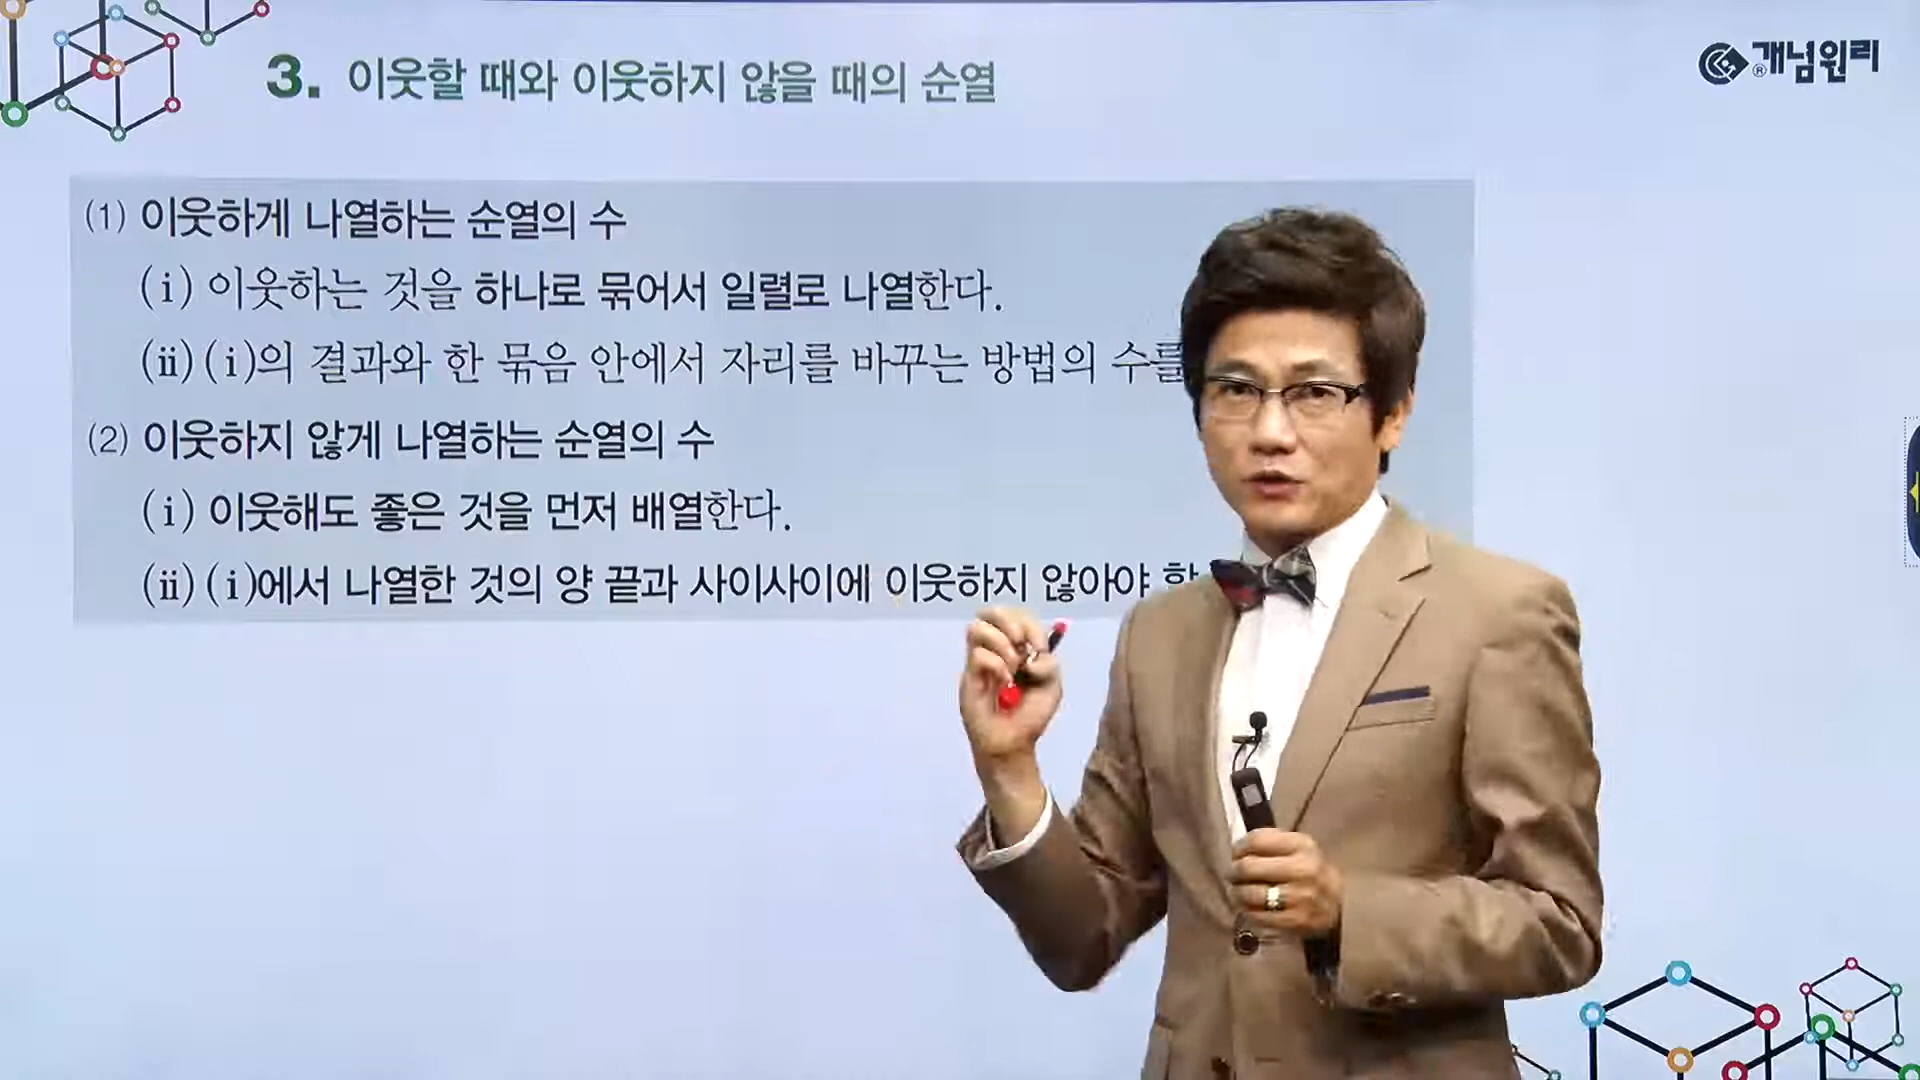 3. 이웃할 때와 이웃하지 않을 때의 순열
® 개념원리
(1) 이웃하게 나열하는 순열의 수
(ⅰ) 이웃하는 것을 하나로 묶어서 일렬로 나열한다.
(ⅱ) (ⅰ)의 결과와 한 묶음 안에서 자리를 바꾸는 방법의 수를
(2) 이웃하지 않게 나열하는 순열의 수
(ⅰ) 이웃해도 좋은 것을 먼저 배열한다.
(ⅱ) (ⅰ)에서 나열한 것의 양 끝과 사이사이에 이웃하지 않아야